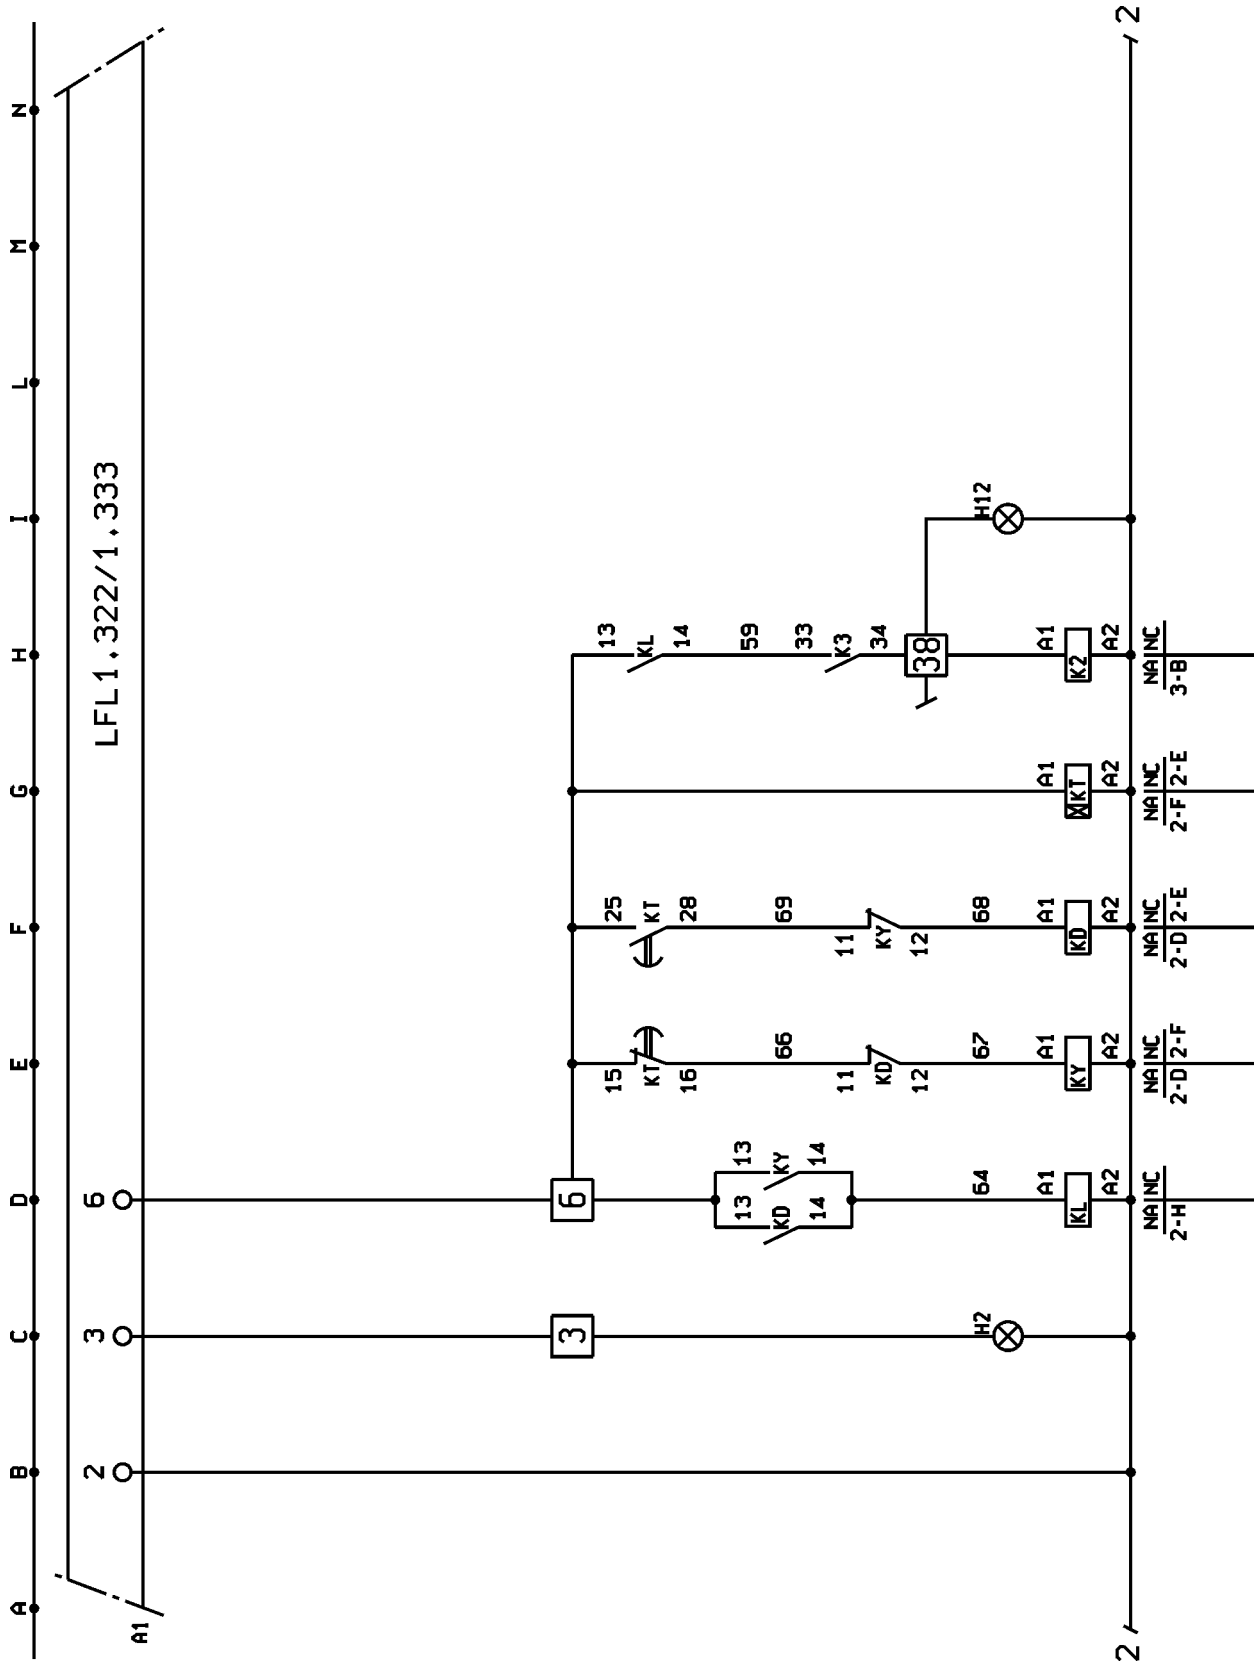 A B C D E F G H I L M N
LFL1.322/1.333
A1
2 3 6
3 6
13 KD 14
13 KY 14
15 KT 16
25 KT 28
13 KL 14
66
69
59
11 KD 12
11 KY 12
33 K3 34
38
64
67
68
H2
H12
A1 KL A2
A1 KY A2
A1 KD A2
A1 KT A2
A1 K2 A2
2 2
NA NC
2-H
NA NC
2-D 2-F
NA NC
2-D 2-E
NA NC
2-F 2-E
NA NC
3-B